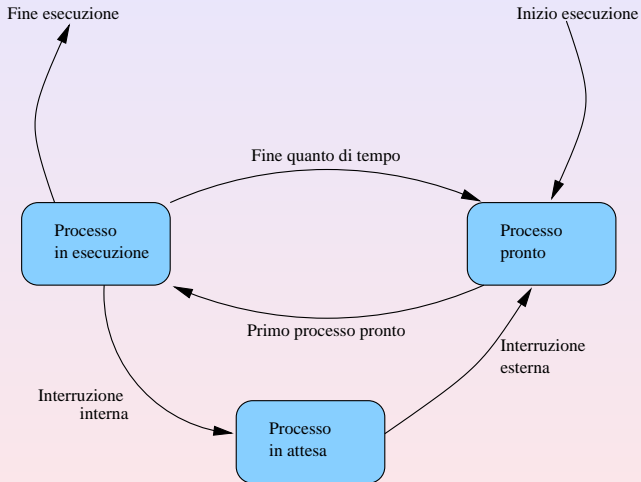 Fine esecuzione
Inizio esecuzione
Fine quanto di tempo
Processo
in esecuzione
Processo
pronto
Primo processo pronto
Interruzione
esterna
Interruzione
interna
Processo
in attesa